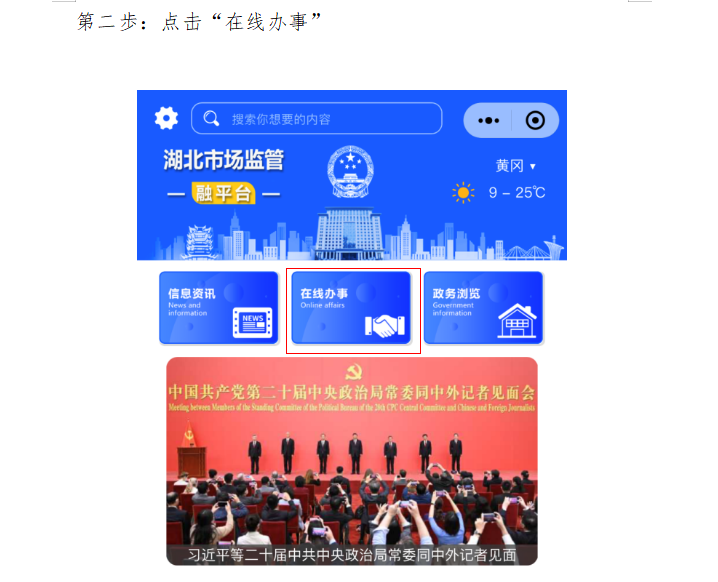 第二步：点击“在线办事”
搜索你想要的内容
湖北市场监管
融平台
黄冈
9 - 25℃
信息资讯
News and
information
NEWS
在线办事
Online affairs
政务浏览
Government
information
中国共产党第二十届中央政治局常委同中外记者见面会
Meeting between Members of the Standing Committee of the Political Bureau of the 20th CPC Central Committee and Chinese and Foreign Journalists
习近平等二十届中共中央政治局常委同中外记者见面